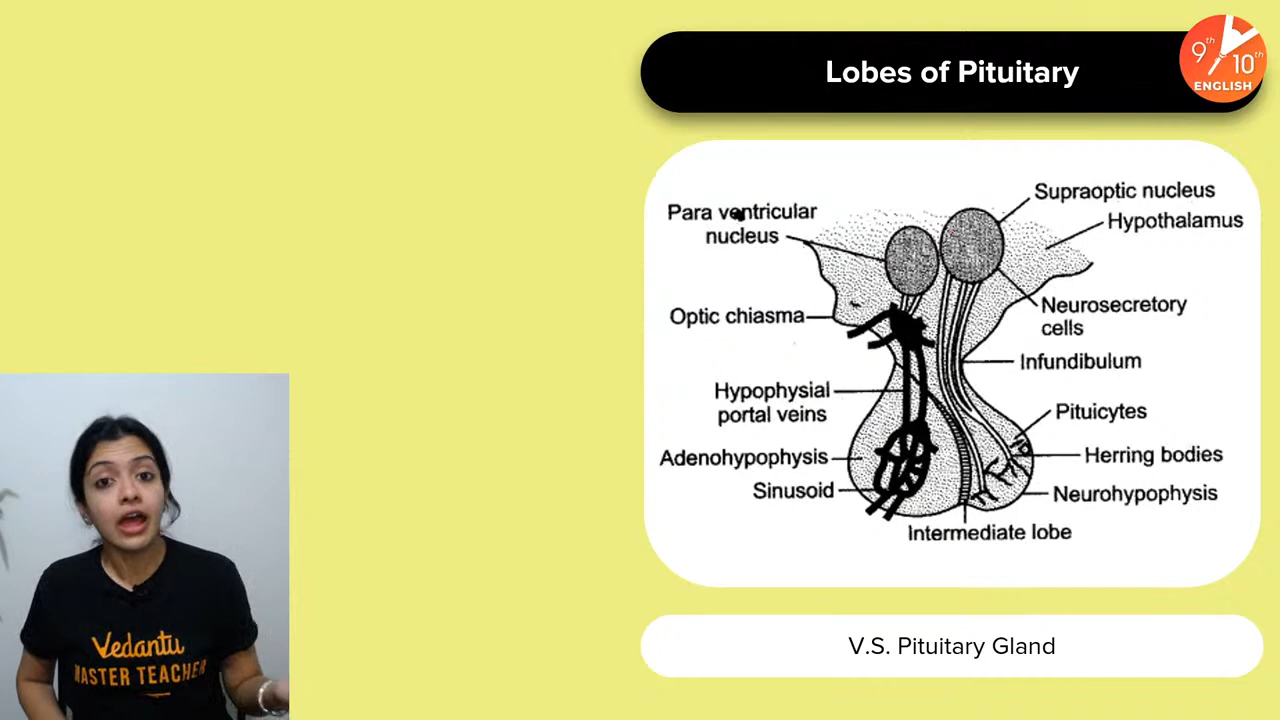 Lobes of Pituitary
9th
10th
ENGLISH
Para ventricular
nucleus
Supraoptic nucleus
Hypothalamus
Optic chiasma
Neurosecretory
cells
Infundibulum
Hypophysial
portal veins
Pituicytes
Adenohypophysis
Herring bodies
Sinusoid
Neurohypophysis
Intermediate lobe
V.S. Pituitary Gland
Vedantu
MASTER TEACHER